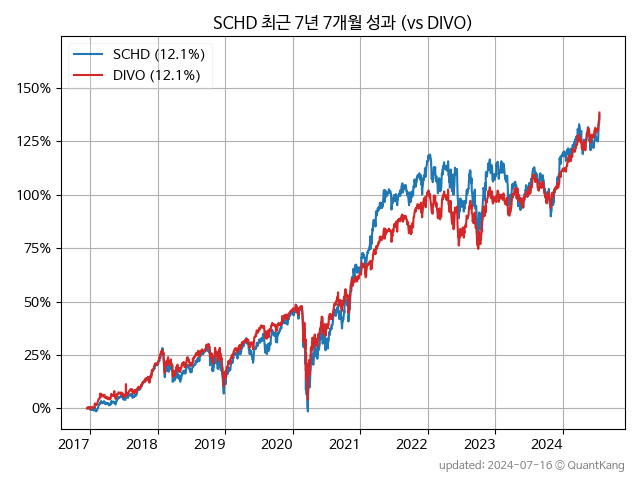 SCHD 최근 7년 7개월 성과 (vs DIVO)
SCHD (12.1%)
DIVO (12.1%)
150%
125%
100%
75%
50%
25%
0%
2017 2018 2019 2020 2021 2022 2023 2024
updated: 2024-07-16 © QuantKang